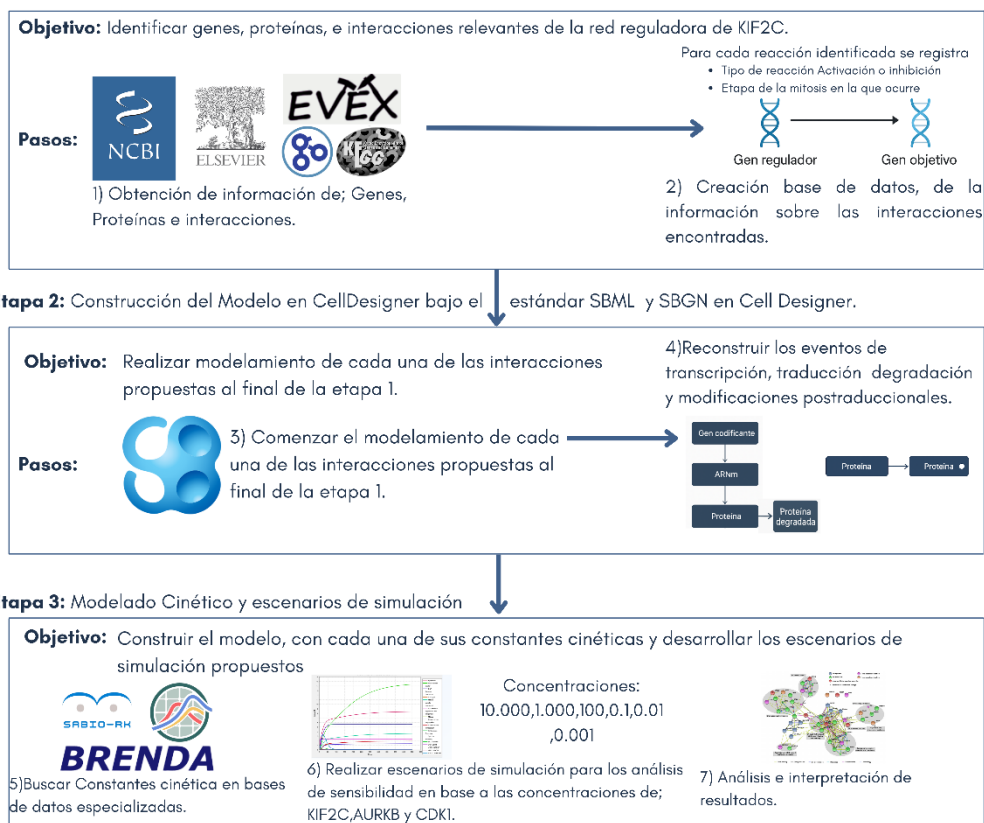 Objetivo: Identificar genes, proteínas, e interacciones relevantes de la red reguladora de KIF2C.
Para cada reacción identificada se registra
• Tipo de reacción Activación o inhibición
• Etapa de la mitosis en la que ocurre
Pasos:
NCBI
ELSEVIER
EVEX
KEGG
Gen regulador
Gen objetivo
1) Obtención de información de; Genes,
Proteínas e interacciones.
2) Creación base de datos, de la
información sobre las interacciones
encontradas.
tapa 2: Construcción del Modelo en CellDesigner bajo el estándar SBML y SBGN en Cell Designer.
Objetivo: Realizar modelamiento de cada una de las interacciones
propuestas al final de la etapa 1.
4)Reconstruir los eventos de
transcripción, traducción degradación
y modificaciones postraduccionales.
Pasos:
3) Comenzar el modelamiento de cada
una de las interacciones propuestas al
final de la etapa 1.
Gen codificante
ARNm
Proteína
Proteína
degradada
Proteína
Proteína
tapa 3: Modelado Cinético y escenarios de simulación
Objetivo: Construir el modelo, con cada una de sus constantes cinéticas y desarrollar los escenarios de
simulación propuestos
SABIO-RK
BRENDA
Concentraciones:
10.000,1.000,100,0.1,0.01
,0.001
5)Buscar Constantes cinética en bases
de datos especializadas.
6) Realizar escenarios de simulación para los análisis
de sensibilidad en base a las concentraciones de;
KIF2C,AURKB y CDK1.
7) Análisis e interpretación de
resultados.